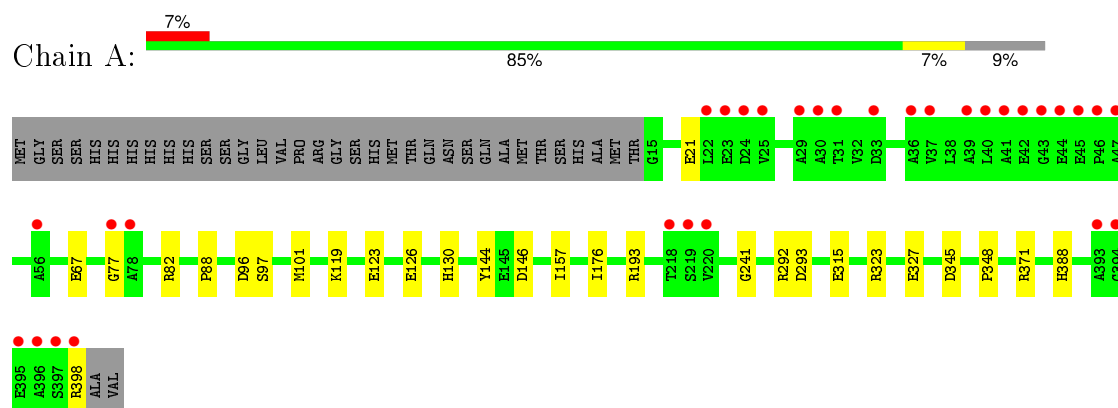 7%
Chain A:
85% 7% 9%
MET GLY SER SER HIS HIS HIS HIS HIS HIS SER SER GLY LEU VAL PRO ARG GLY SER HIS MET THR GLN ASN SER GLN ALA MET THR SER HIS ALA MET THR G15 E21 L22 E23 D24 V25 A29 A30 T31 V32 D33 A36 V37 L38 A39 L40 A41 E42 G43 E44 E45 P46 A47
A56 E67 G77 A78 R82 P88 D96 S97 M101 K119 E123 E126 H130 Y144 E145 D146 I157 I176 R193 T218 S219 V220 G241 R292 D293 E315 R323 E327 D345 P348 R371 H388 A393
E395 A396 S397 R398 ALA VAL